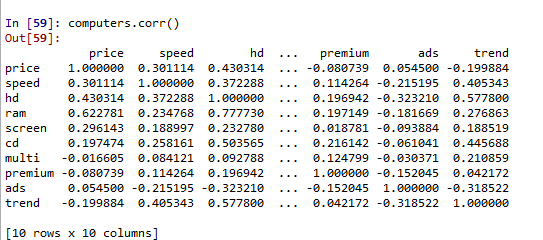 In [59]: computers.corr()
Out[59]:
price speed hd ... premium ads trend
price 1.000000 0.301114 0.430314 ... -0.080739 0.054500 -0.199884
speed 0.301114 1.000000 0.372288 ... 0.114264 -0.215195 0.405343
hd 0.430314 0.372288 1.000000 ... 0.196942 -0.323210 0.577800
ram 0.622781 0.234768 0.777730 ... 0.197149 -0.181669 0.276863
screen 0.296143 0.188997 0.232780 ... 0.018781 -0.093884 0.188519
cd 0.197474 0.258161 0.503565 ... 0.216142 -0.061041 0.445688
multi -0.016605 0.084121 0.092788 ... 0.124799 -0.030371 0.210859
premium -0.080739 0.114264 0.196942 ... 1.000000 -0.152045 0.042172
ads 0.054500 -0.215195 -0.323210 ... -0.152045 1.000000 -0.318522
trend -0.199884 0.405343 0.577800 ... 0.042172 -0.318522 1.000000
[10 rows x 10 columns]